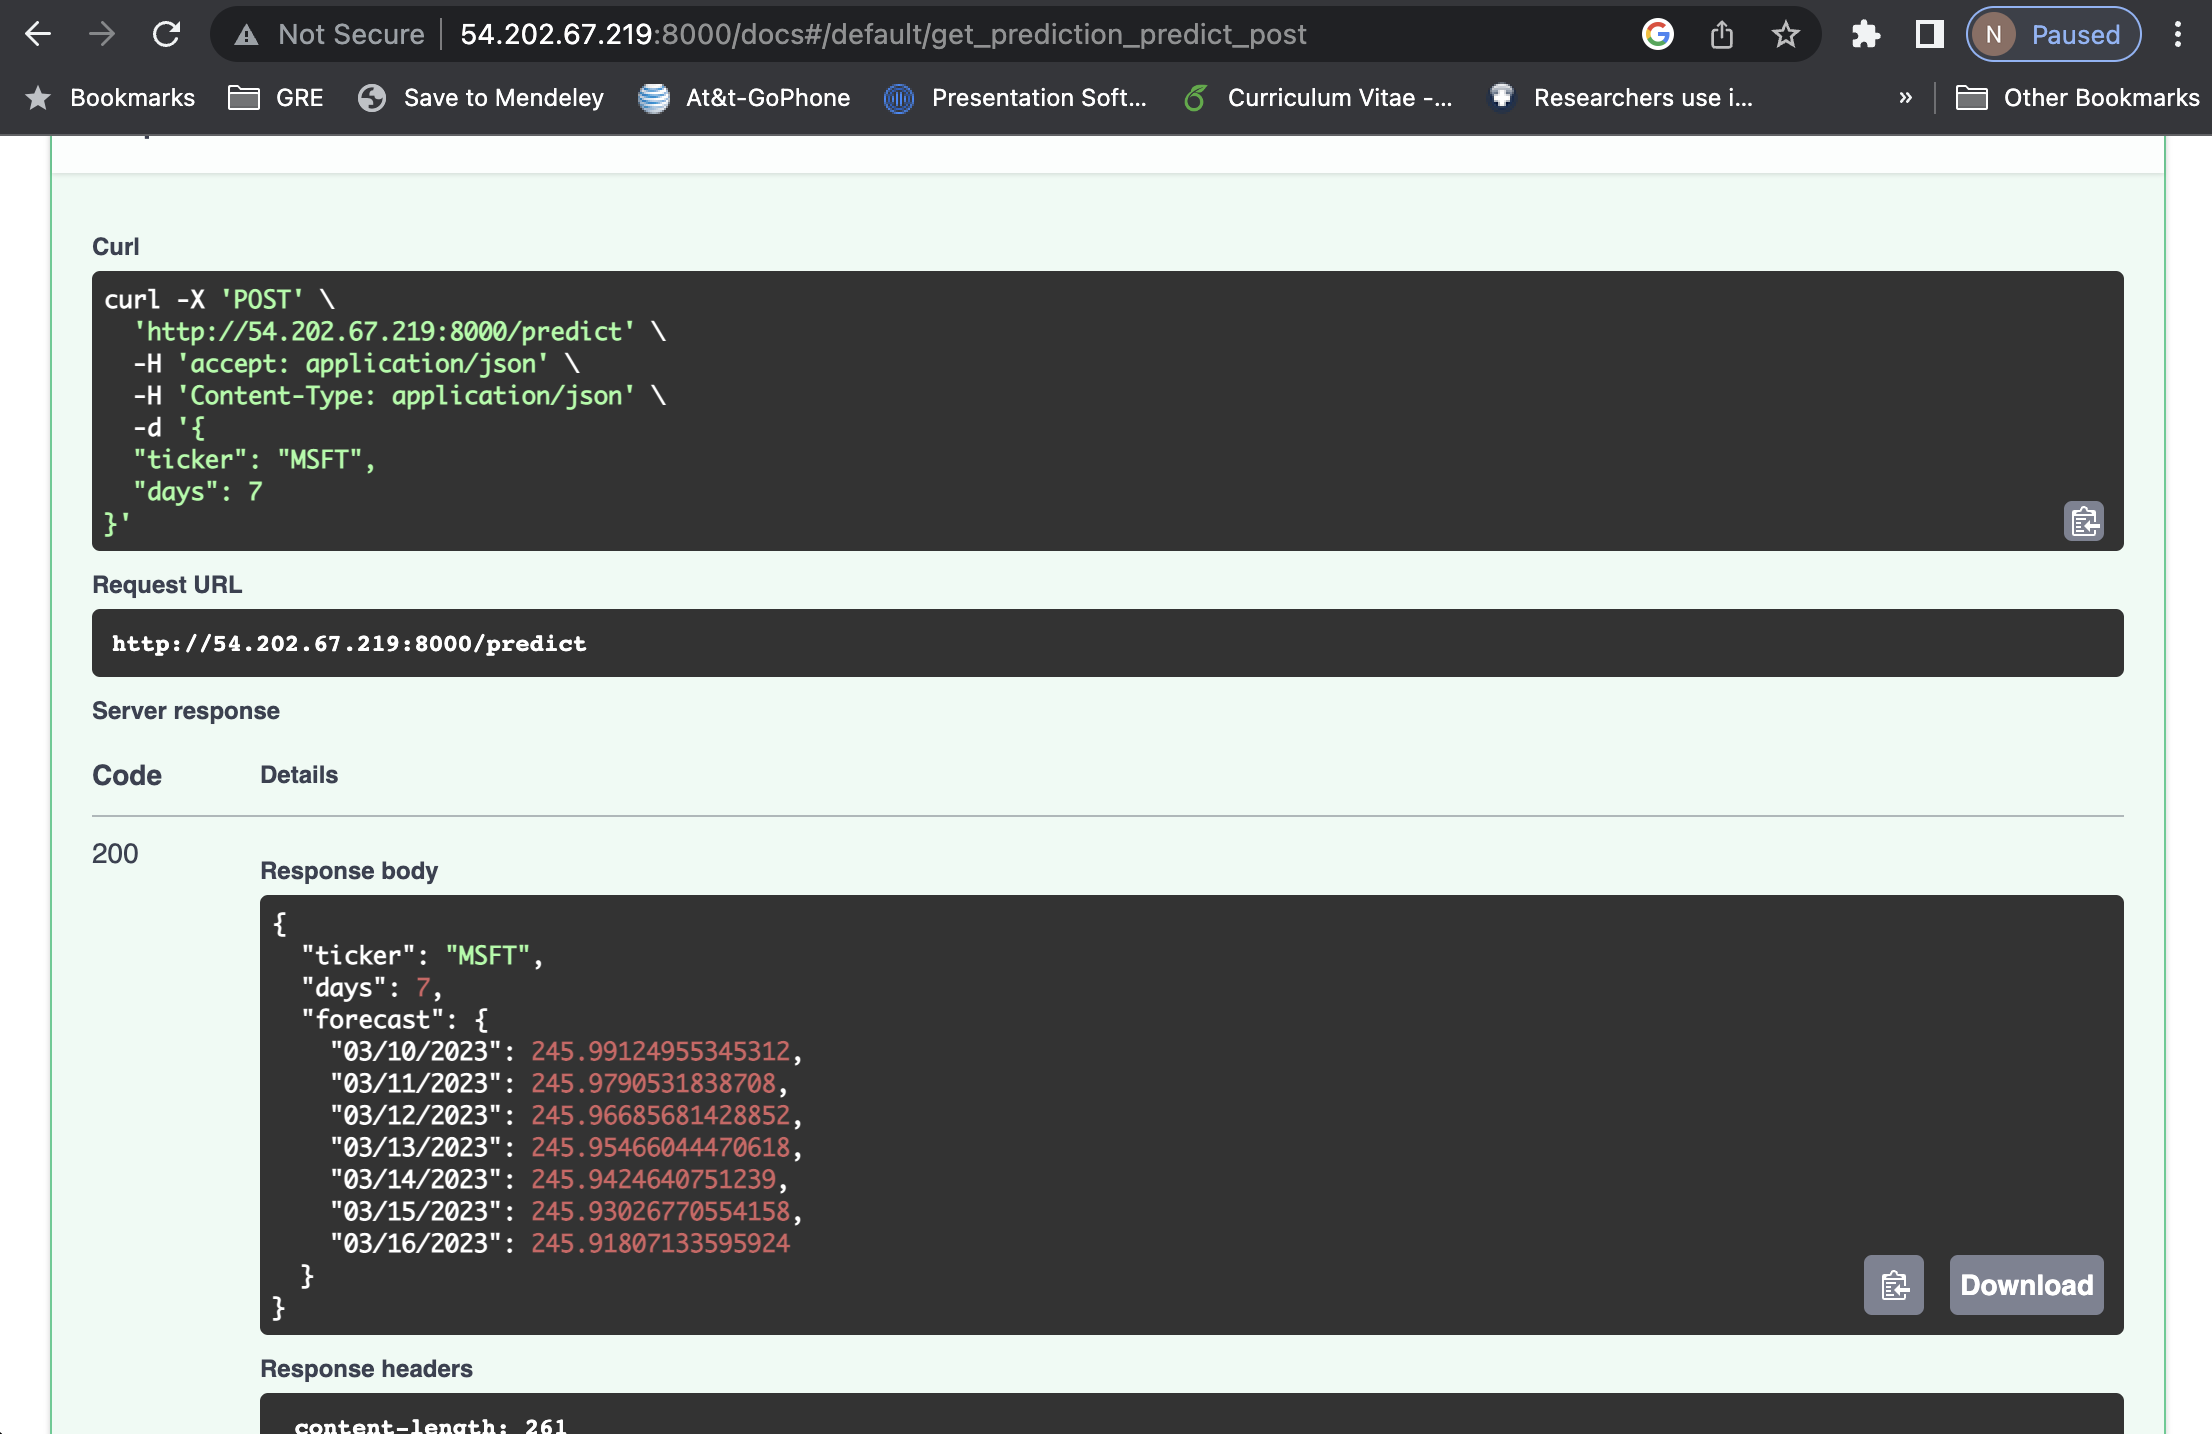 Not Secure 54.202.67.219:8000/docs#/default/get_prediction_predict_post N Paused
Bookmarks GRE Save to Mendeley At&t-GoPhone Presentation Soft... Curriculum Vitae -... Researchers use i... » Other Bookmarks
Curl
curl -X 'POST' \
'http://54.202.67.219:8000/predict' \
-H 'accept: application/json' \
-H 'Content-Type: application/json' \
-d '{
"ticker": "MSFT",
"days": 7
}'
Request URL
http://54.202.67.219:8000/predict
Server response
Code Details
200
Response body
{
"ticker": "MSFT",
"days": 7,
"forecast": {
"03/10/2023": 245.99124955345312,
"03/11/2023": 245.9790531838708,
"03/12/2023": 245.96685681428852,
"03/13/2023": 245.95466044470618,
"03/14/2023": 245.9424640751239,
"03/15/2023": 245.93026770554158,
"03/16/2023": 245.91807133595924
}
}
Download
Response headers
content-length: 261